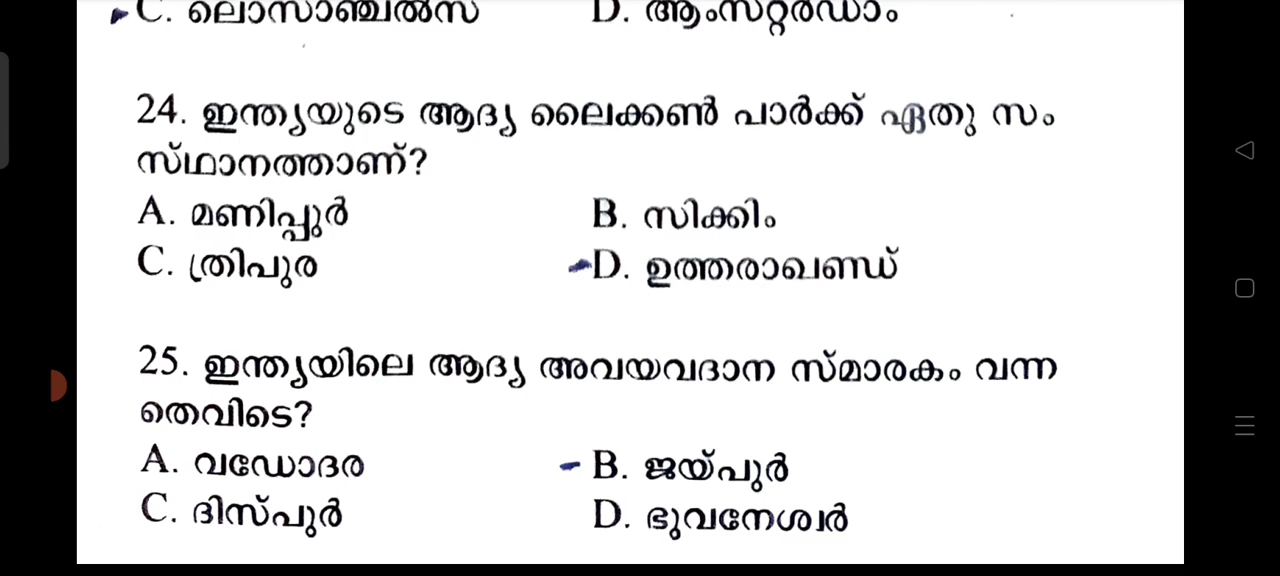 C. ലൊസാഞ്ചൽസ് D. ആംസ്റ്റർഡാം
24. ഇന്ത്യയുടെ ആദ്യ ലൈക്കൺ പാർക്ക് ഏതു സം
സ്ഥാനത്താണ്?
A. മണിപ്പുർ B. സിക്കിം
C. ത്രിപുര D. ഉത്തരാഖണ്ഡ്
25. ഇന്ത്യയിലെ ആദ്യ അവയവദാന സ്മാരകം വന്ന
തെവിടെ?
A. വഡോദര B. ജയ്പുർ
C. ദിസ്പുർ D. ഭുവനേശ്വർ